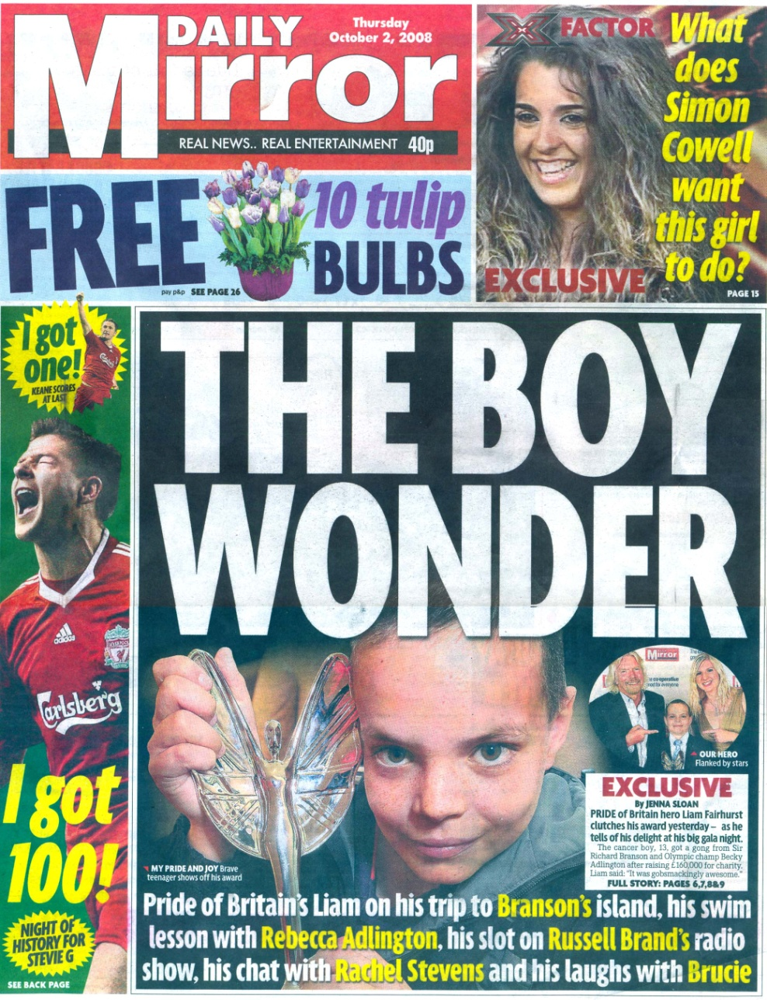 DAILY
Mirror
Thursday
October 2, 2008
REAL NEWS.. REAL ENTERTAINMENT 40p
X FACTOR
What
does
Simon
Cowell
want
this girl
to do?
EXCLUSIVE
PAGE 15
FREE
10 tulip
BULBS
pay p&p SEE PAGE 26
I got
one!
KEANE SCORES
AT LAST
adidas
Carlsberg
I got
100!
NIGHT OF
HISTORY FOR
STEVIE G
SEE BACK PAGE
THE BOY
WONDER
Mirror
OUR HERO
Flanked by stars
EXCLUSIVE
By JENNA SLOAN
PRIDE of Britain hero Liam Fairhurst
clutches his award yesterday – as he
tells of his delight at his big gala night.
The cancer boy, 13, got a gong from Sir
Richard Branson and Olympic champ Becky
Adlington after raising £160,000 for charity.
Liam said: "It was gobsmackingly awesome."
FULL STORY: PAGES 6,7,8&9
MY PRIDE AND JOY Brave
teenager shows off his award
Pride of Britain's Liam on his trip to Branson's island, his swim
lesson with Rebecca Adlington, his slot on Russell Brand's radio
show, his chat with Rachel Stevens and his laughs with Brucie